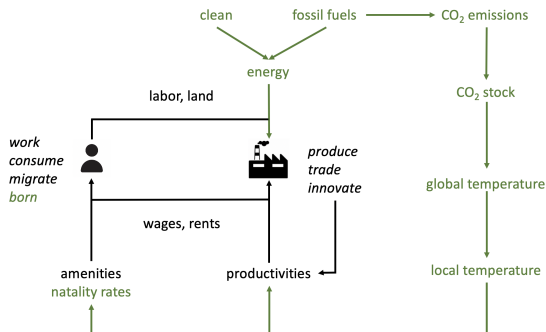 clean
fossil fuels
CO₂ emissions
energy
labor, land
CO₂ stock
work
consume
migrate
born
produce
trade
innovate
global temperature
wages, rents
amenities
natality rates
productivities
local temperature